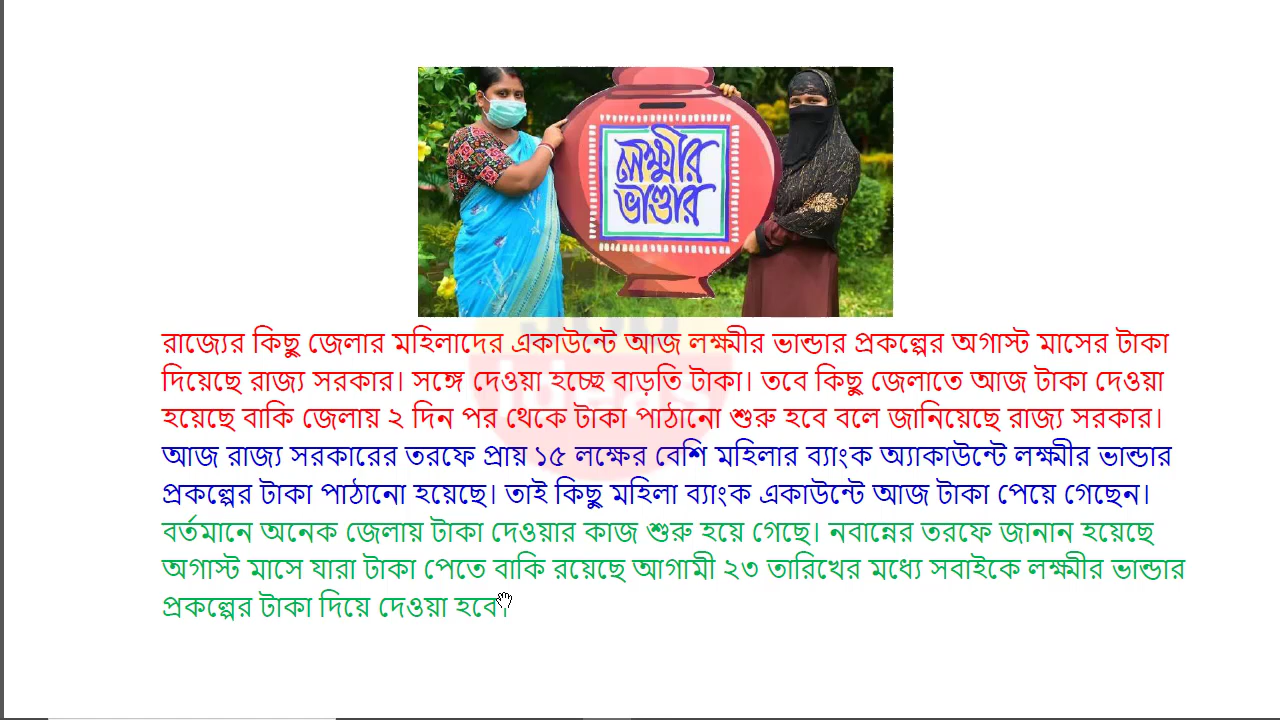 লক্ষ্মীর
ভাণ্ডার
রাজ্যের কিছু জেলার মহিলাদের একাউন্টে আজ লক্ষ্মীর ভান্ডার প্রকল্পের অগাস্ট মাসের টাকা
দিয়েছে রাজ্য সরকার। সঙ্গে দেওয়া হচ্ছে বাড়তি টাকা। তবে কিছু জেলাতে আজ টাকা দেওয়া
হয়েছে বাকি জেলায় ২ দিন পর থেকে টাকা পাঠানো শুরু হবে বলে জানিয়েছে রাজ্য সরকার।
আজ রাজ্য সরকারের তরফে প্রায় ১৫ লক্ষের বেশি মহিলার ব্যাংক অ্যাকাউন্টে লক্ষ্মীর ভান্ডার
প্রকল্পের টাকা পাঠানো হয়েছে। তাই কিছু মহিলা ব্যাংক একাউন্টে আজ টাকা পেয়ে গেছেন।
বর্তমানে অনেক জেলায় টাকা দেওয়ার কাজ শুরু হয়ে গেছে। নবান্নের তরফে জানান হয়েছে
অগাস্ট মাসে যারা টাকা পেতে বাকি রয়েছে আগামী ২৩ তারিখের মধ্যে সবাইকে লক্ষ্মীর ভান্ডার
প্রকল্পের টাকা দিয়ে দেওয়া হবে।